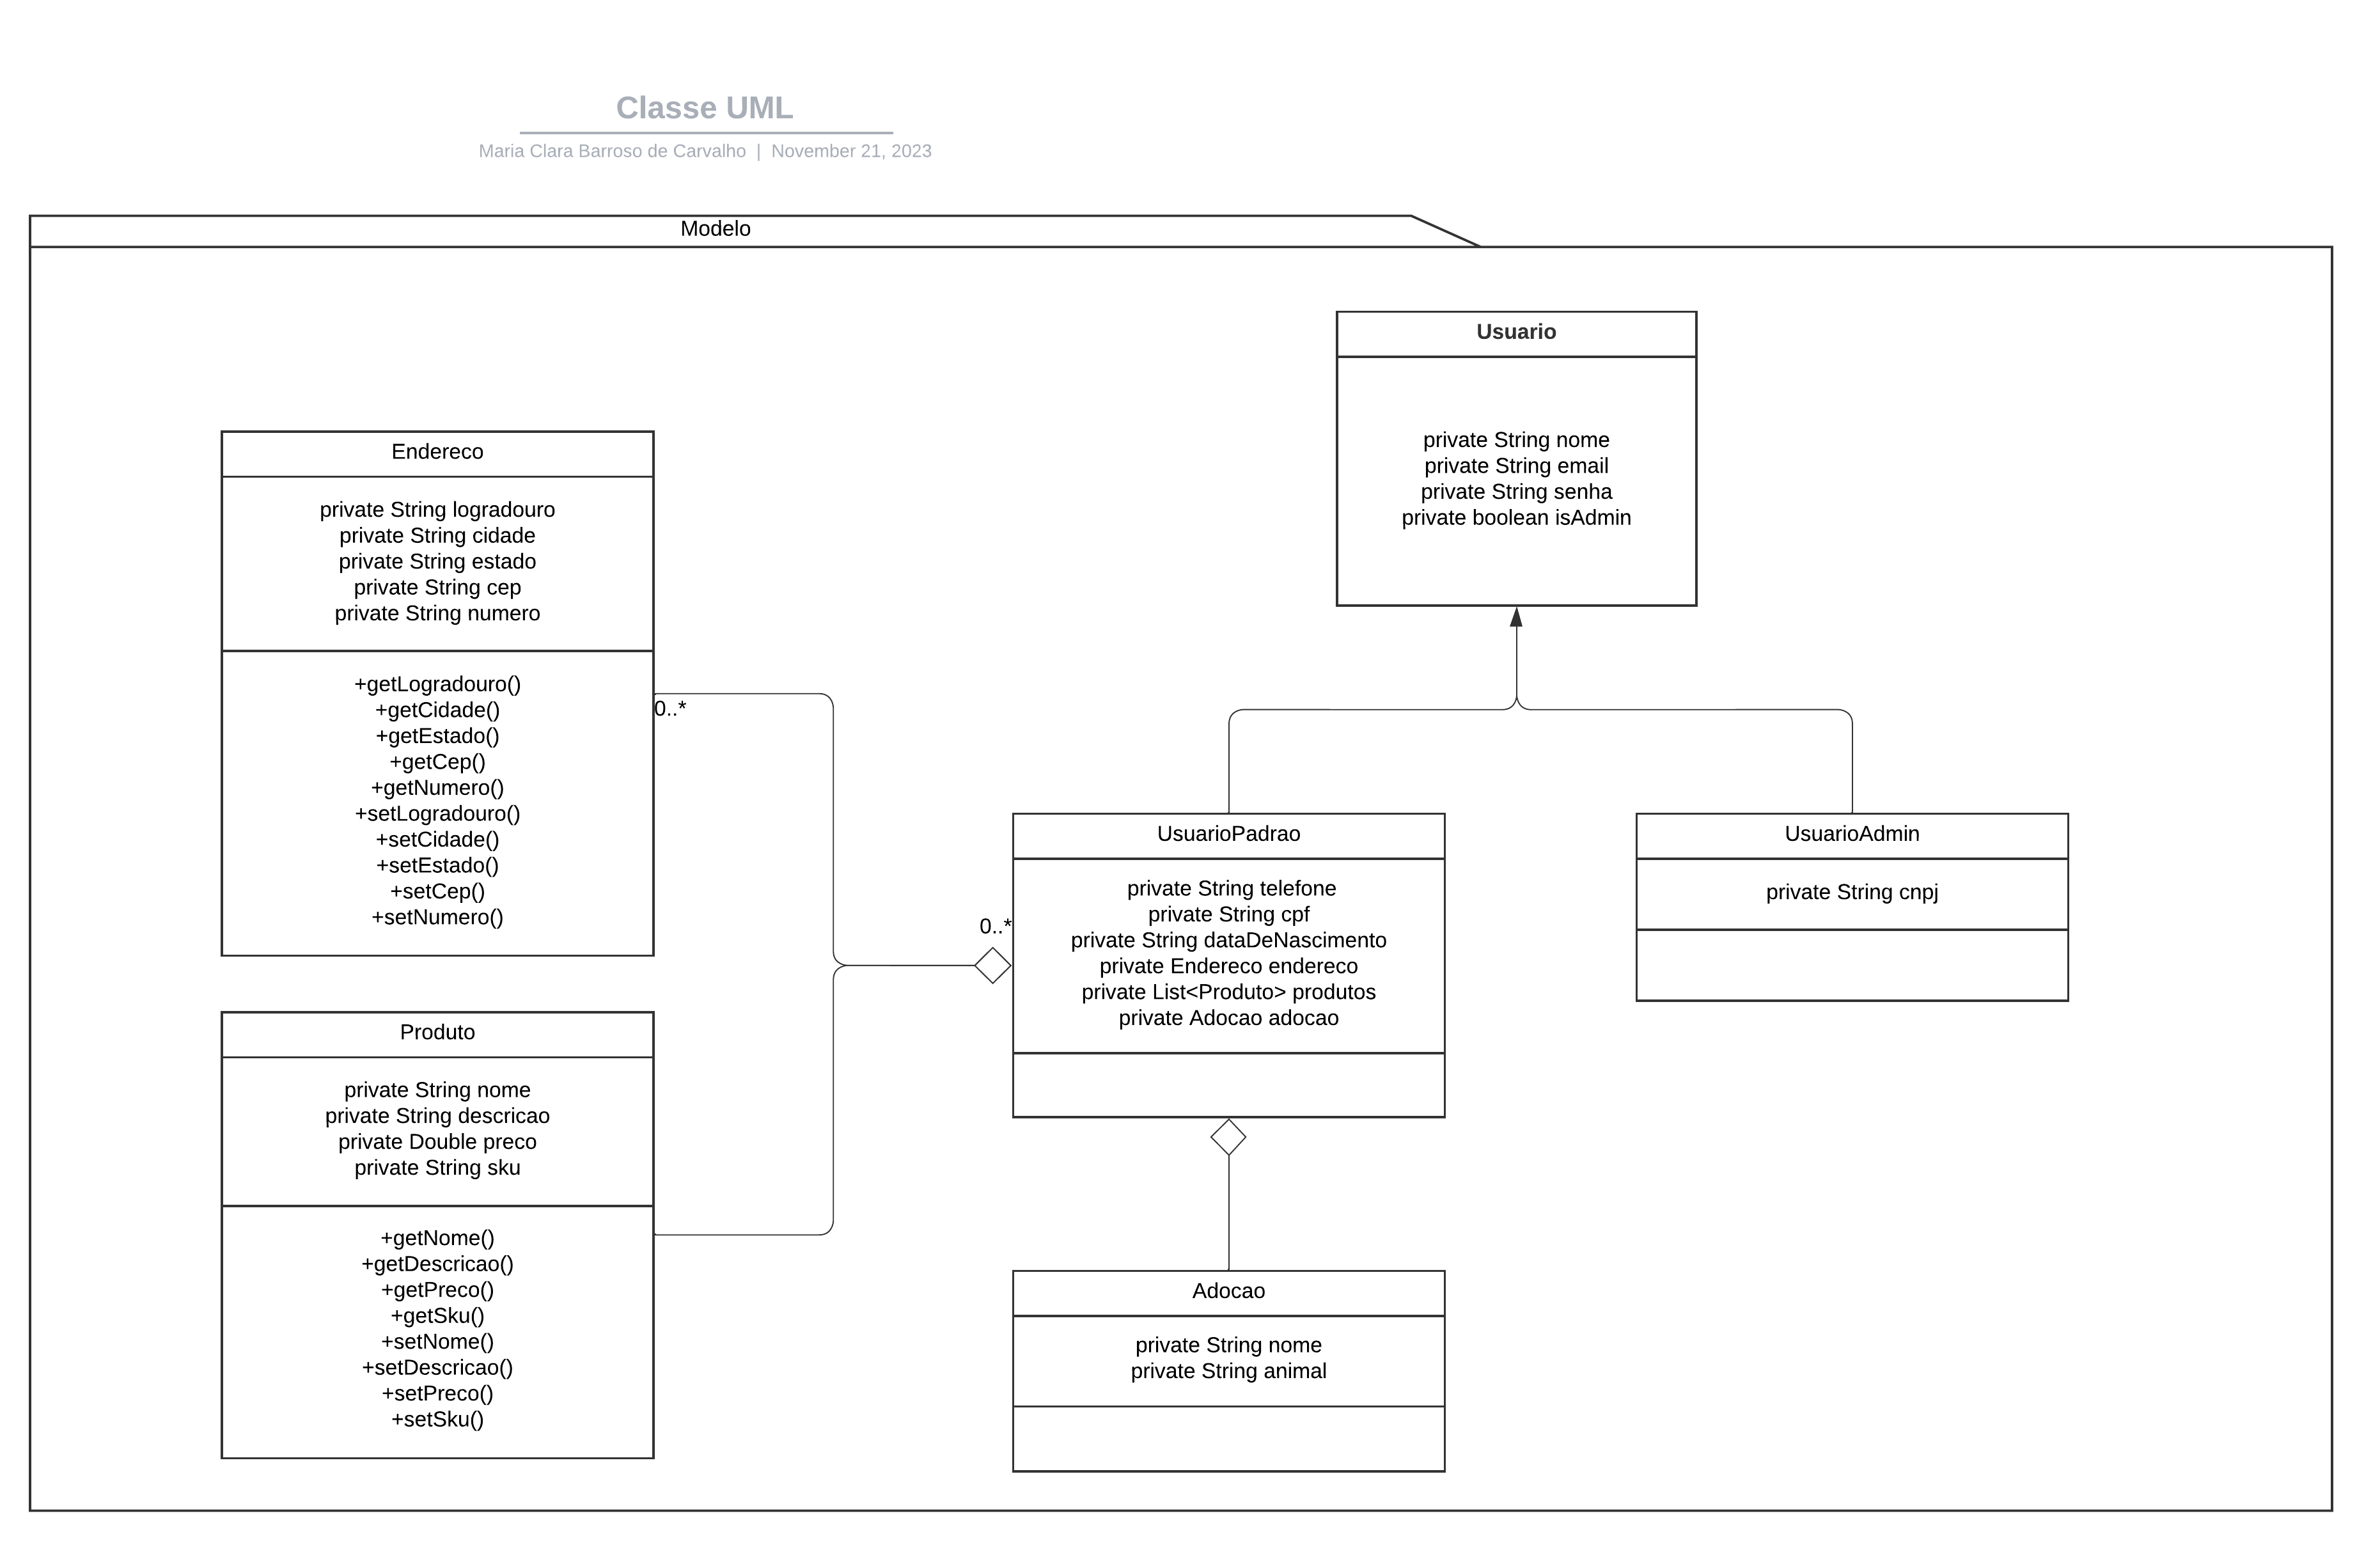 Classe UML
Maria Clara Barroso de Carvalho | November 21, 2023
Modelo
Usuario
private String nome
private String email
private String senha
private boolean isAdmin
Endereco
private String logradouro
private String cidade
private String estado
private String cep
private String numero
+getLogradouro()
+getCidade()
+getEstado()
+getCep()
+getNumero()
+setLogradouro()
+setCidade()
+setEstado()
+setCep()
+setNumero()
0..*
0..*
UsuarioPadrao
private String telefone
private String cpf
private String dataDeNascimento
private Endereco endereco
private List<Produto> produtos
private Adocao adocao
UsuarioAdmin
private String cnpj
Produto
private String nome
private String descricao
private Double preco
private String sku
+getNome()
+getDescricao()
+getPreco()
+getSku()
+setNome()
+setDescricao()
+setPreco()
+setSku()
Adocao
private String nome
private String animal